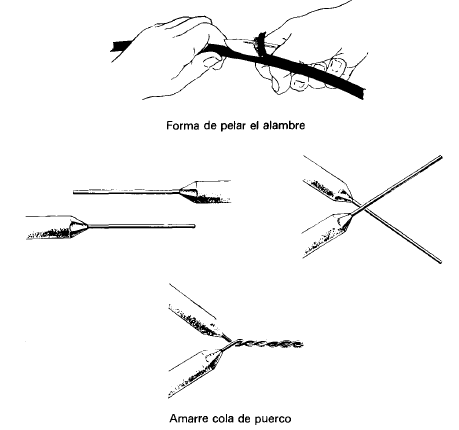 Forma de pelar el alambre
Amarre cola de puerco